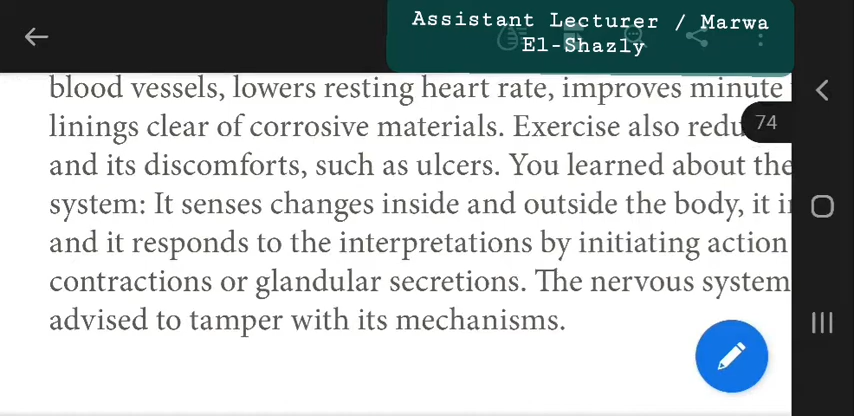 Assistant Lecturer / Marwa
El-Shazly
blood vessels, lowers resting heart rate, improves minute
linings clear of corrosive materials. Exercise also
74
and its discomforts, such as ulcers. You learned about the
system: It senses changes inside and outside the body, it
and it responds to the interpretations by initiating action
contractions or glandular secretions. The nervous system
advised to tamper with its mechanisms.